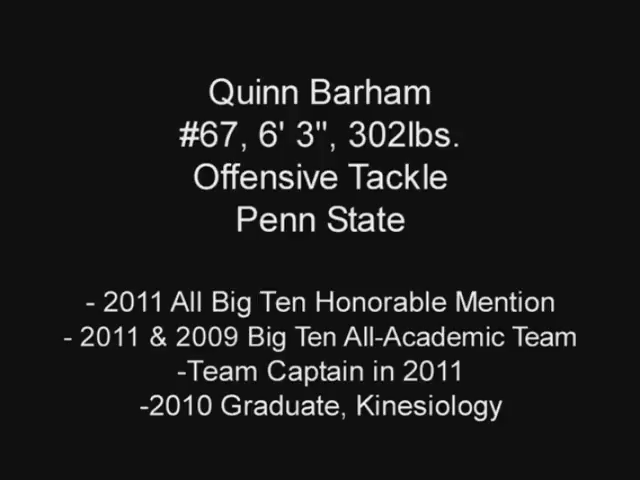 Quinn Barham
#67, 6' 3", 302lbs.
Offensive Tackle
Penn State
- 2011 All Big Ten Honorable Mention
- 2011 & 2009 Big Ten All-Academic Team
-Team Captain in 2011
-2010 Graduate, Kinesiology